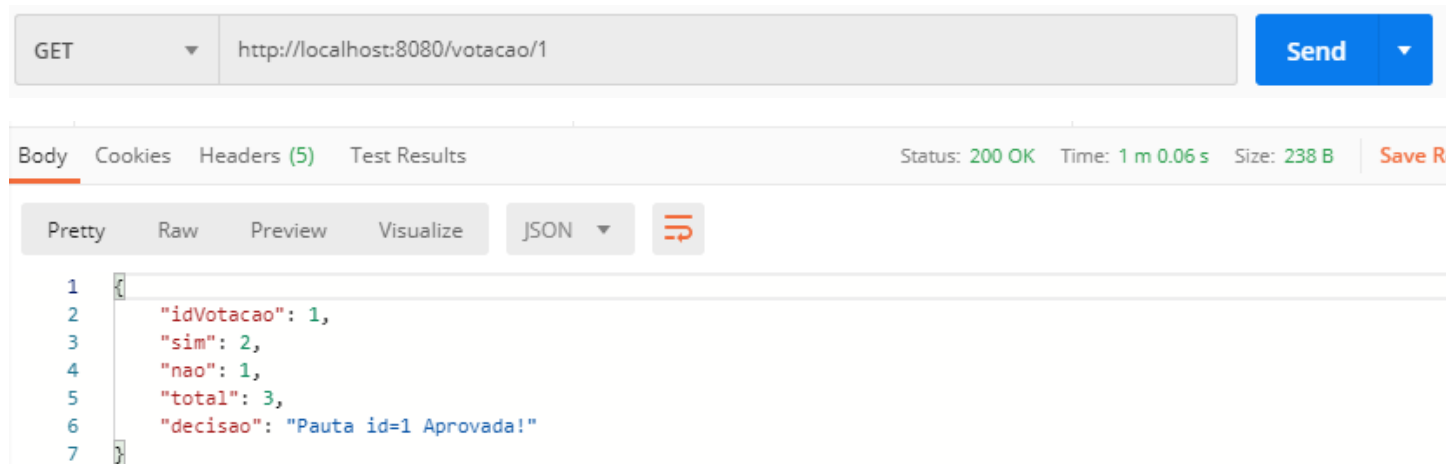 GET http://localhost:8080/votacao/1 Send
Body Cookies Headers (5) Test Results Status: 200 OK Time: 1 m 0.06 s Size: 238 B Save R
Pretty Raw Preview Visualize JSON
1 {
2 "idVotacao": 1,
3 "sim": 2,
4 "nao": 1,
5 "total": 3,
6 "decisao": "Pauta id=1 Aprovada!"
7 }